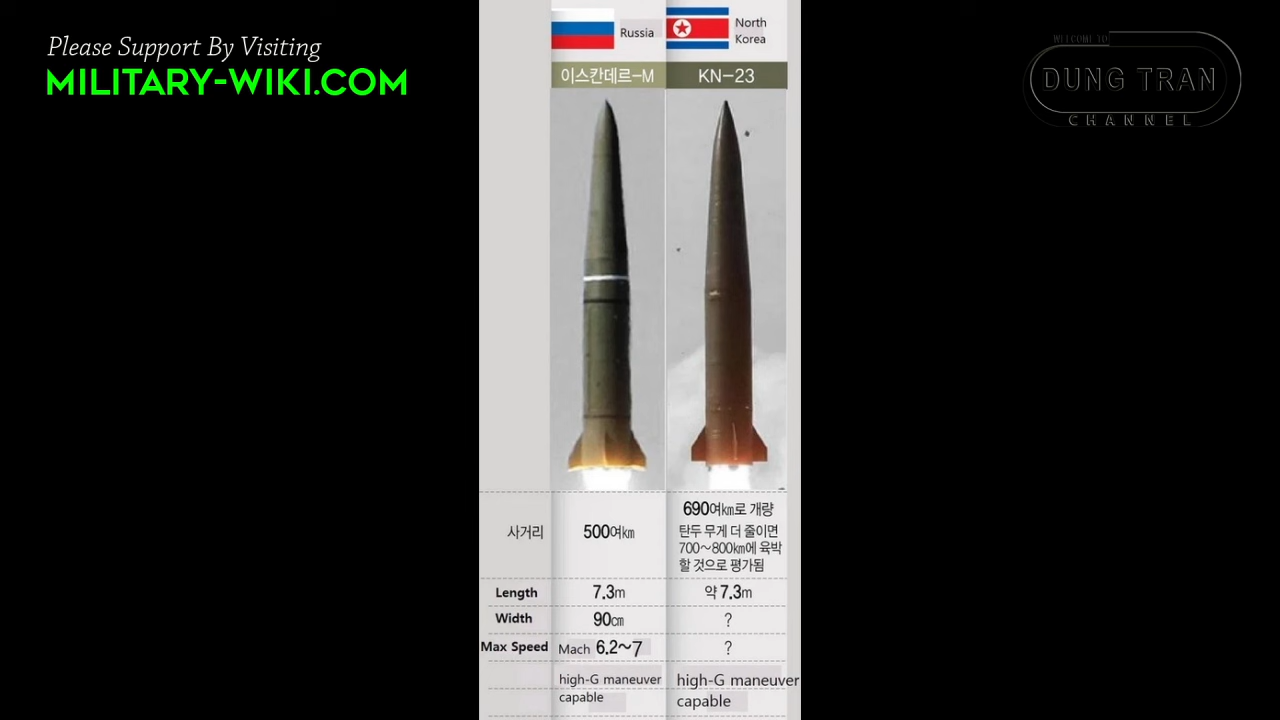 Please Support By Visiting
MILITARY-WIKI.COM
WELCOME TO
DUNG TRAN
CHANNEL
Russia
North
Korea
이스칸데르-M
KN-23
사거리
500여km
690여km로 개량
탄두 무게 더 줄이면
700~800km에 육박
할 것으로 평가됨
Length
7.3m
약 7.3m
Width
90cm
?
Max Speed
Mach 6.2~7
?
high-G maneuver
capable
high-G maneuver
capable